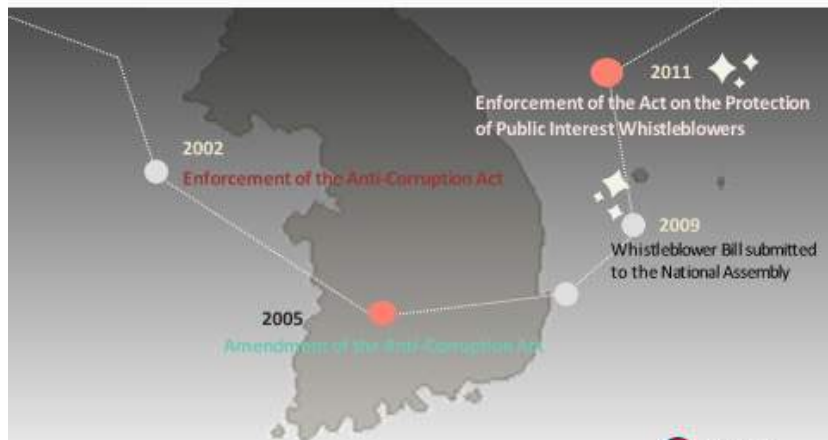 2002
Enforcement of the Anti-Corruption Act
2005
Amendment of the Anti-Corruption Act
2009
Whistleblower Bill submitted
to the National Assembly
2011
Enforcement of the Act on the Protection
of Public Interest Whistleblowers